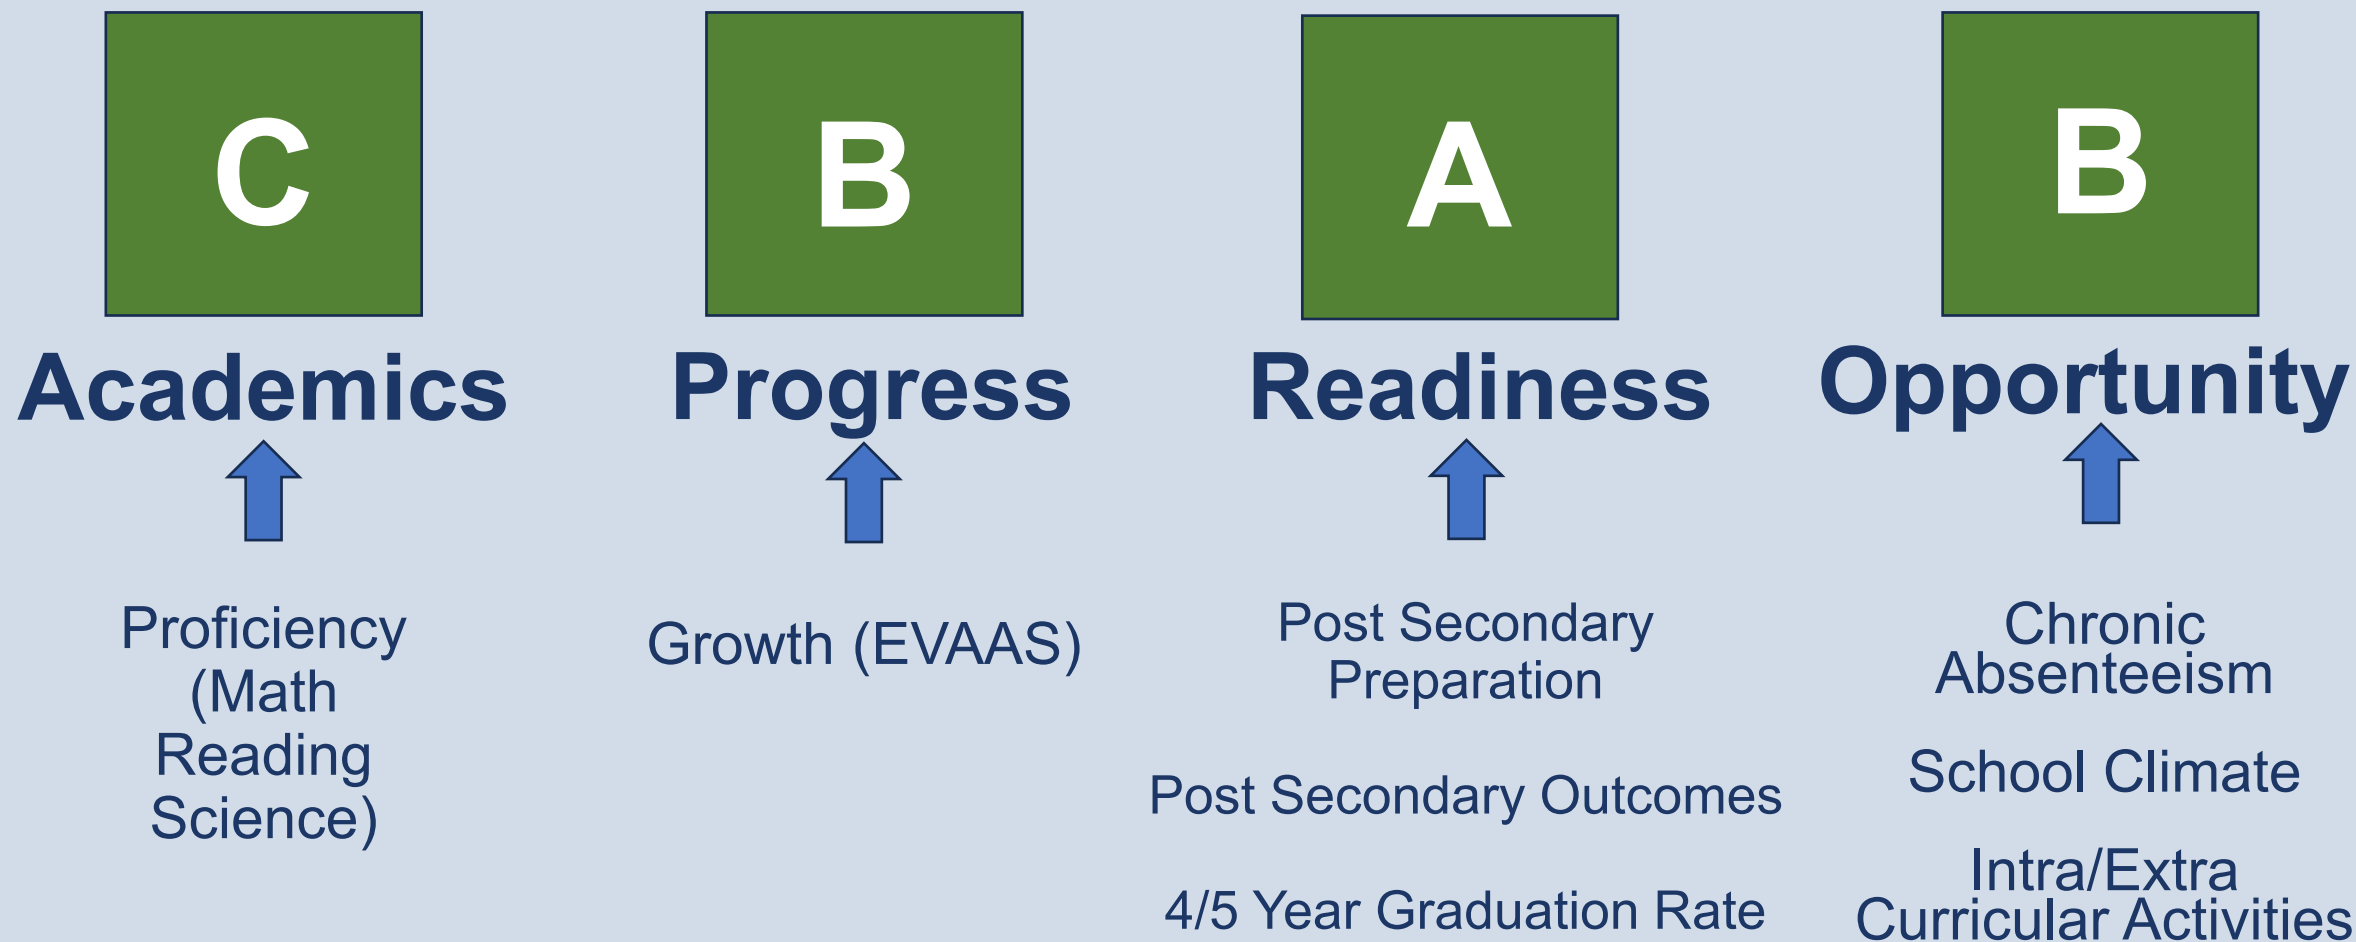 C
Academics
Proficiency
(Math
Reading
Science)
B
Progress
Growth (EVAAS)
A
Readiness
Post Secondary
Preparation
Post Secondary Outcomes
4/5 Year Graduation Rate
B
Opportunity
Chronic
Absenteeism
School Climate
Intra/Extra
Curricular Activities